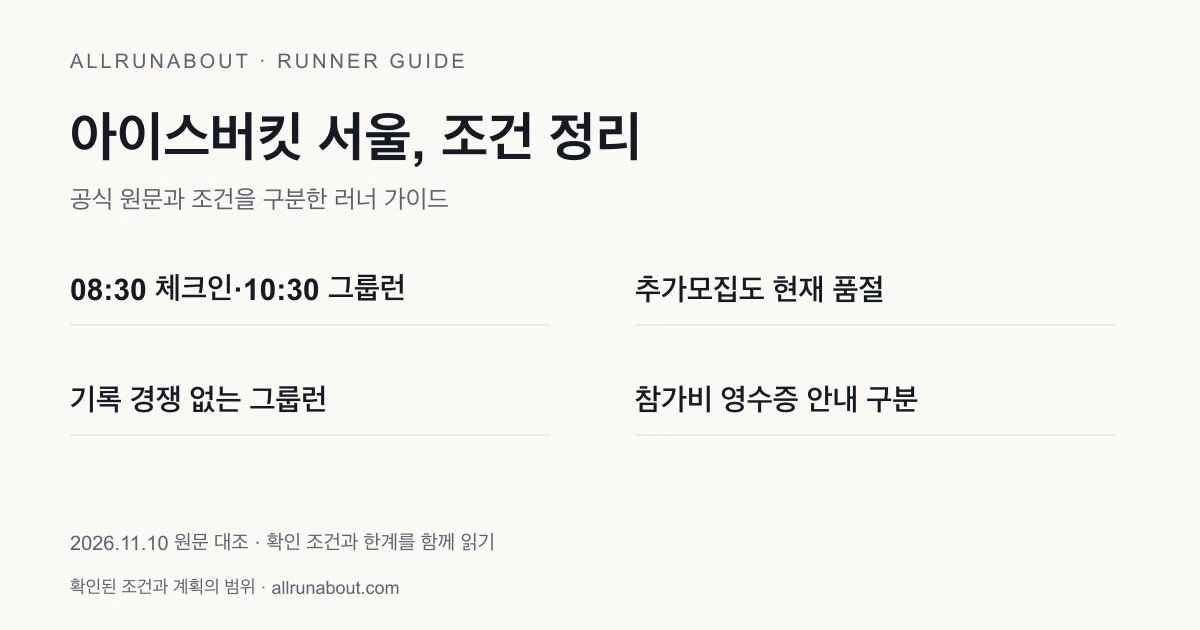 ALLRUNABOUT · RUNNER GUIDE
아이스버킷 서울, 조건 정리
공식 원문과 조건을 구분한 러너 가이드
08:30 체크인·10:30 그룹런
추가모집도 현재 품절
기록 경쟁 없는 그룹런
참가비 영수증 안내 구분
2026.11.10 원문 대조 · 확인 조건과 한계를 함께 읽기
확인된 조건과 계획의 범위 · allrunabout.com